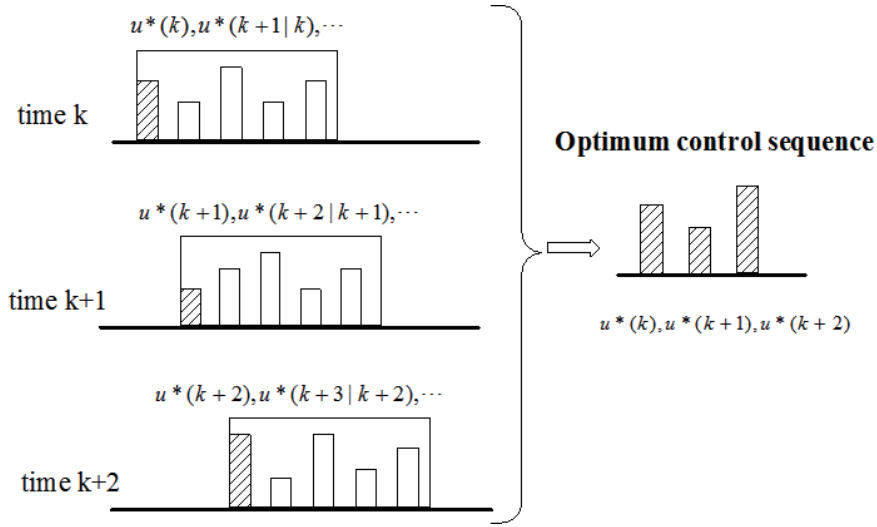 u*(k),u*(k+1|k),⋯
time k
u*(k+1),u*(k+2|k+1),⋯
time k+1
u*(k+2),u*(k+3|k+2),⋯
time k+2
Optimum control sequence
u*(k),u*(k+1),u*(k+2)